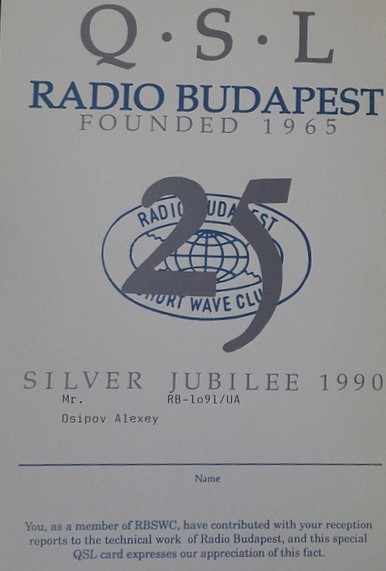 Q·S·L
RADIO BUDAPEST
FOUNDED 1965
RADIO BUDAPEST
25
SHORT WAVE CLUB
SILVER JUBILEE 1990
Mr. RB-1o91/UA
Osipov Alexey
Name
You, as a member of RBSWC, have contributed with your reception
reports to the technical work of Radio Budapest, and this special
QSL card expresses our appreciation of this fact.